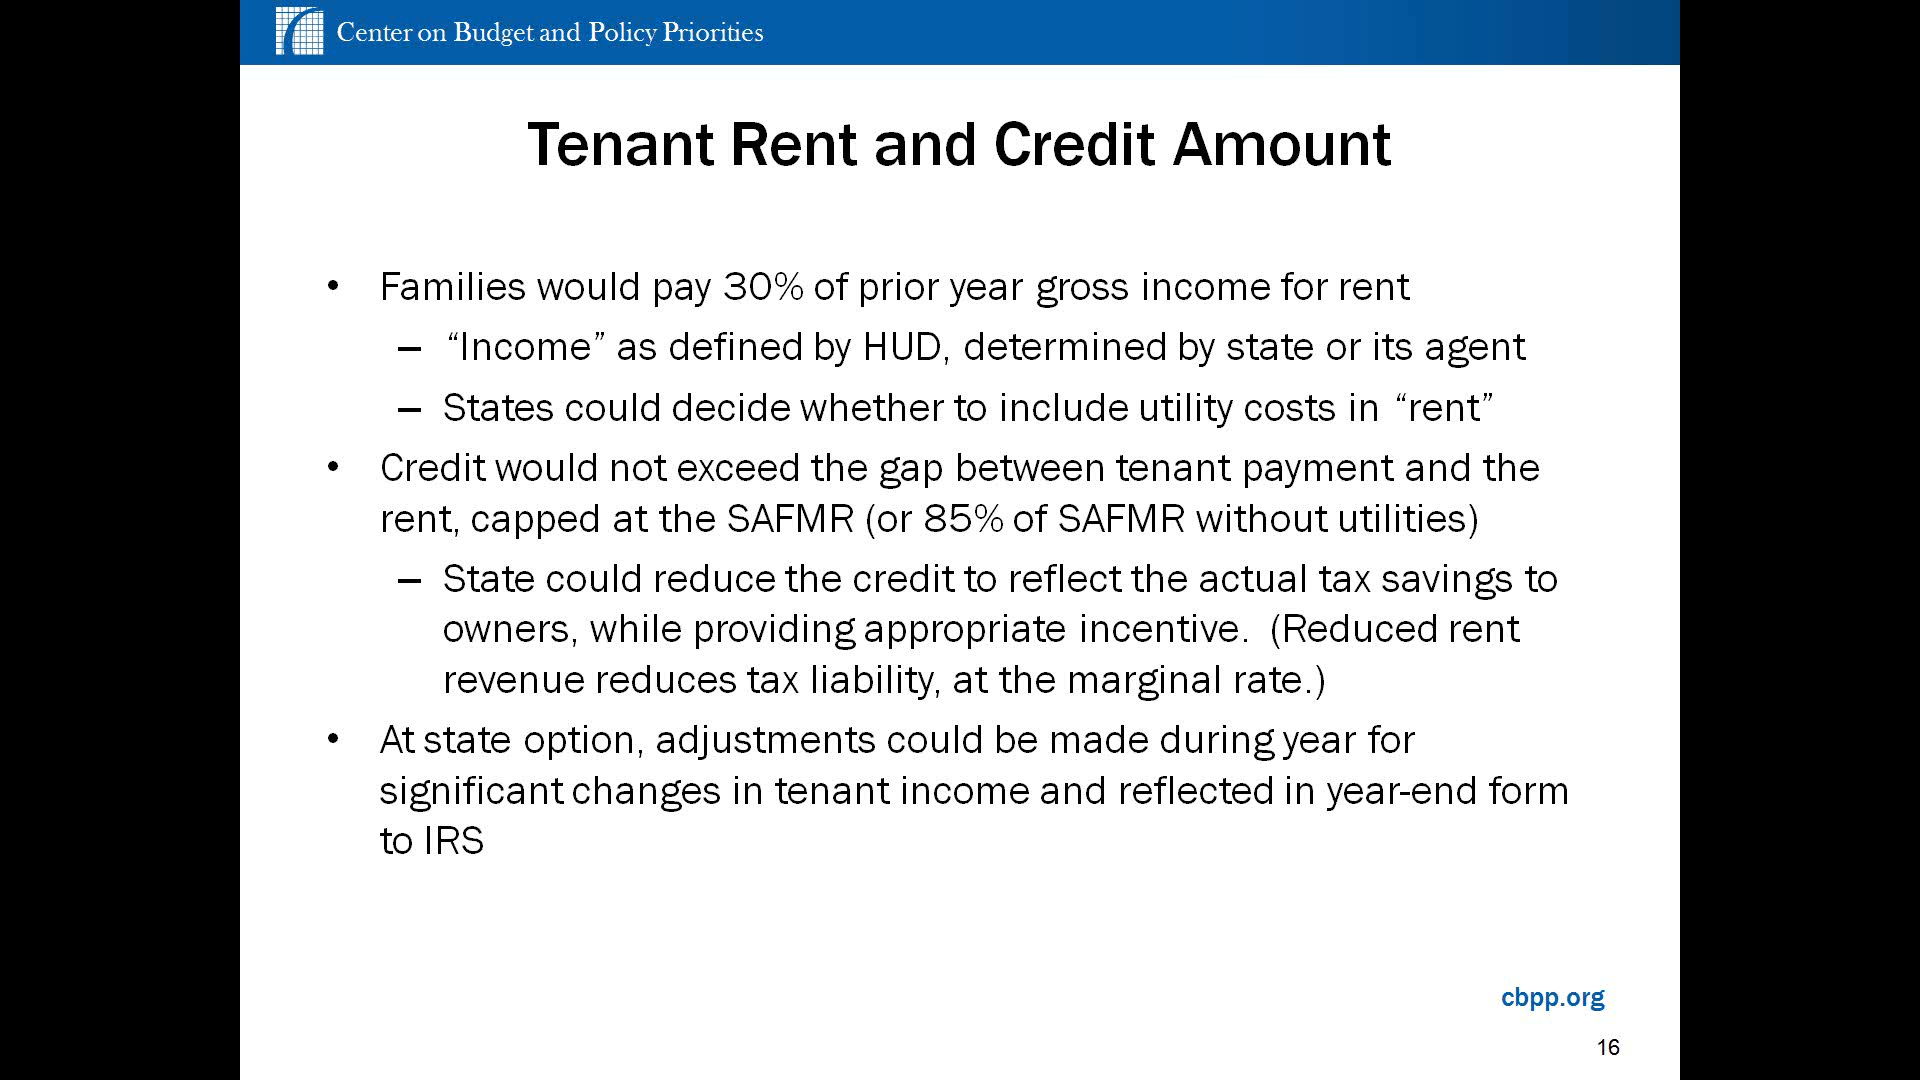 Center on Budget and Policy Priorities
Tenant Rent and Credit Amount
• Families would pay 30% of prior year gross income for rent
– “Income” as defined by HUD, determined by state or its agent
– States could decide whether to include utility costs in “rent”
• Credit would not exceed the gap between tenant payment and the
rent, capped at the SAFMR (or 85% of SAFMR without utilities)
– State could reduce the credit to reflect the actual tax savings to
owners, while providing appropriate incentive. (Reduced rent
revenue reduces tax liability, at the marginal rate.)
• At state option, adjustments could be made during year for
significant changes in tenant income and reflected in year-end form
to IRS
cbpp.org
16